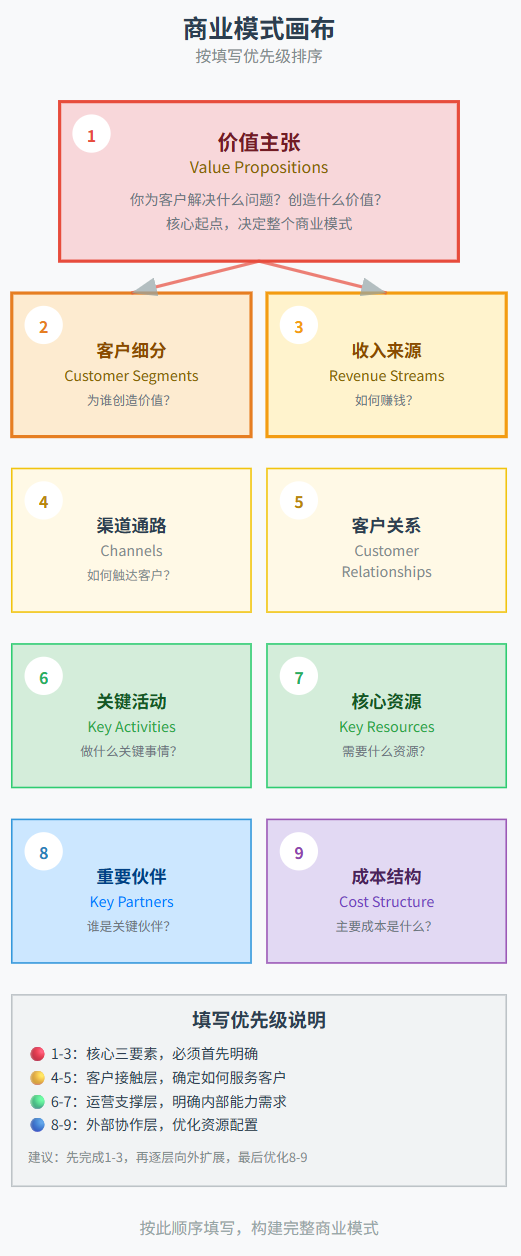 商业模式画布
按填写优先级排序
1
价值主张
Value Propositions
你为客户解决什么问题？创造什么价值？
核心起点，决定整个商业模式
2
客户细分
Customer Segments
为谁创造价值？
3
收入来源
Revenue Streams
如何赚钱？
4
渠道通路
Channels
如何触达客户？
5
客户关系
Customer
Relationships
6
关键活动
Key Activities
做什么关键事情？
7
核心资源
Key Resources
需要什么资源？
8
重要伙伴
Key Partners
谁是关键伙伴？
9
成本结构
Cost Structure
主要成本是什么？
填写优先级说明
1-3：核心三要素，必须首先明确
4-5：客户接触层，确定如何服务客户
6-7：运营支撑层，明确内部能力需求
8-9：外部协作层，优化资源配置
建议：先完成1-3，再逐层向外扩展，最后优化8-9
按此顺序填写，构建完整商业模式